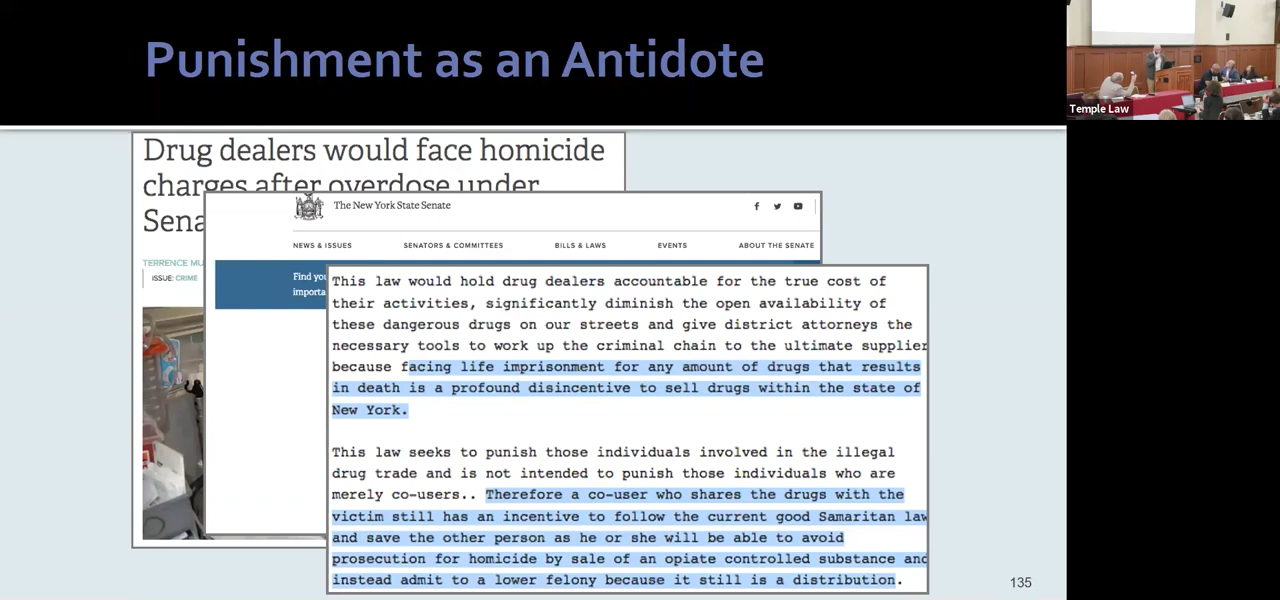 Punishment as an Antidote
Temple Law
Drug dealers would face homicide
charges after overdose under
Sena
TERRENCE MU
ISSUE: CRIME
The New York State Senate
NEWS & ISSUES SENATORS & COMMITTEES BILLS & LAWS EVENTS ABOUT THE SENATE
Find you
importa
This law would hold drug dealers accountable for the true cost of
their activities, significantly diminish the open availability of
these dangerous drugs on our streets and give district attorneys the
necessary tools to work up the criminal chain to the ultimate supplier
because facing life imprisonment for any amount of drugs that results
in death is a profound disincentive to sell drugs within the state of
New York.
This law seeks to punish those individuals involved in the illegal
drug trade and is not intended to punish those individuals who are
merely co-users.. Therefore a co-user who shares the drugs with the
victim still has an incentive to follow the current good Samaritan law
and save the other person as he or she will be able to avoid
prosecution for homicide by sale of an opiate controlled substance and
instead admit to a lower felony because it still is a distribution.
135